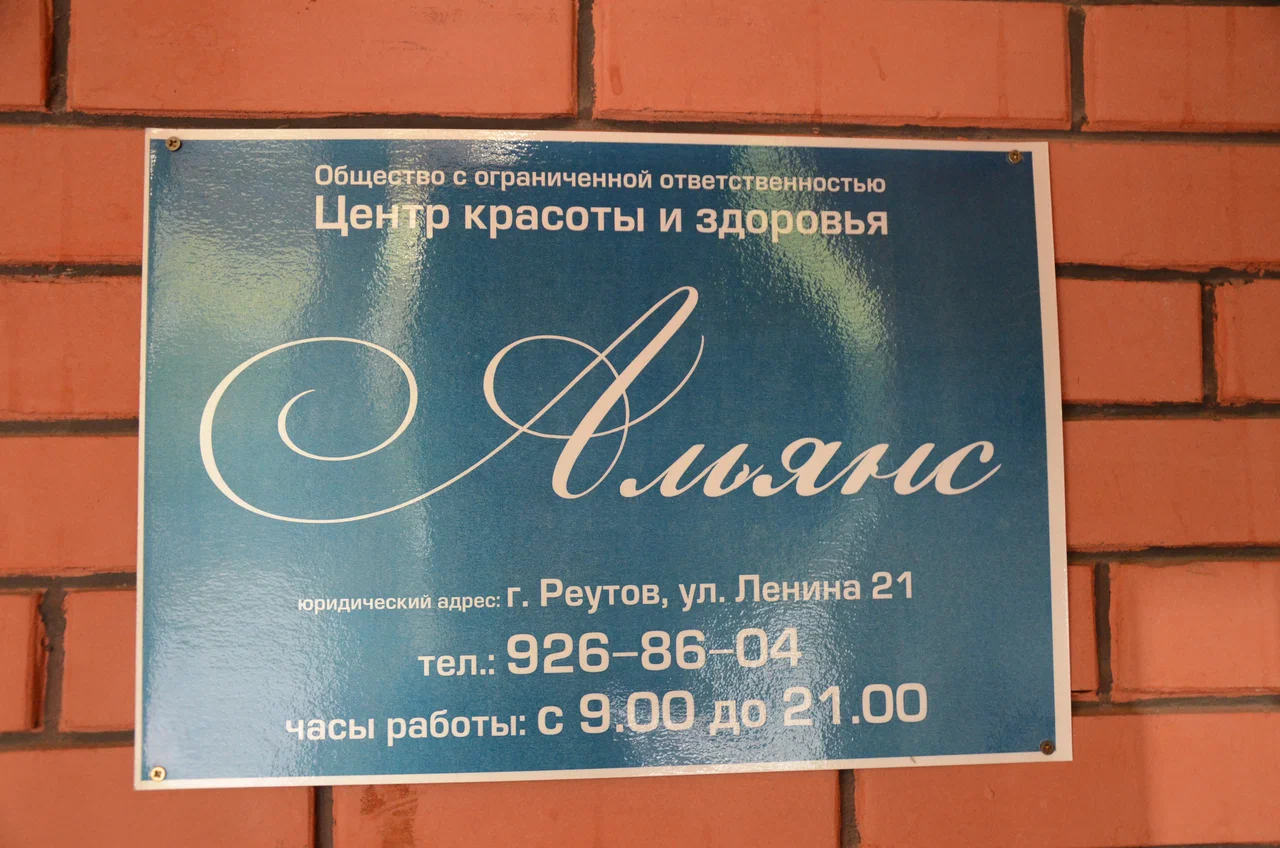 Общество с ограниченной ответственностью
Центр красоты и здоровья
Альянс
юридический адрес: г. Реутов, ул. Ленина 21
тел.: 926-86-04
часы работы: с 9.00 до 21.00